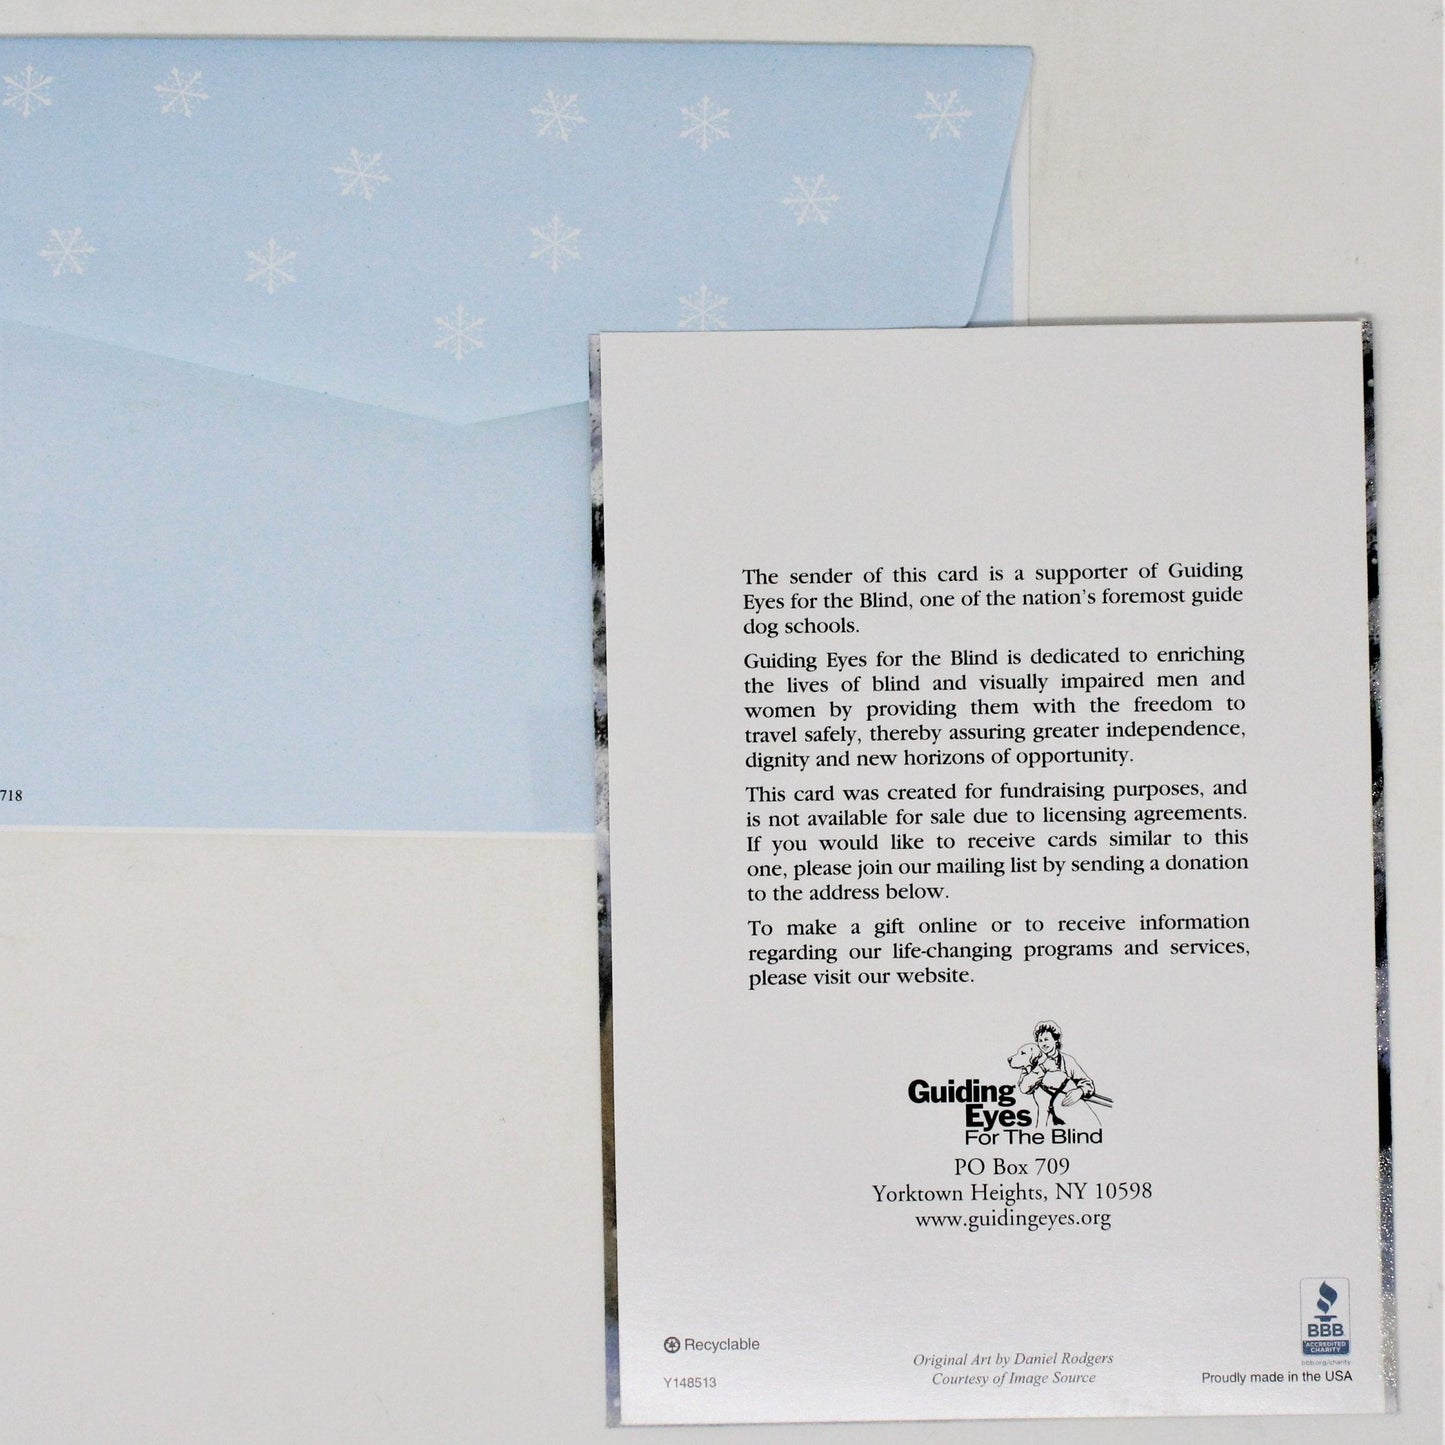 718
The sender of this card is a supporter of Guiding
Eyes for the Blind, one of the nation's foremost guide
dog schools.
Guiding Eyes for the Blind is dedicated to enriching
the lives of blind and visually impaired men and
women by providing them with the freedom to
travel safely, thereby assuring greater independence,
dignity and new horizons of opportunity.
This card was created for fundraising purposes, and
is not available for sale due to licensing agreements.
If you would like to receive cards similar to this
one, please join our mailing list by sending a donation
to the address below.
To make a gift online or to receive information
regarding our life-changing programs and services,
please visit our website.
Guiding
Eyes
For The Blind
PO Box 709
Yorktown Heights, NY 10598
www.guidingeyes.org
BBB
ACCREDITED
CHARITY
bbb.org/charity
Recyclable
Original Art by Daniel Rodgers
Courtesy of Image Source
Y148513
Proudly made in the USA